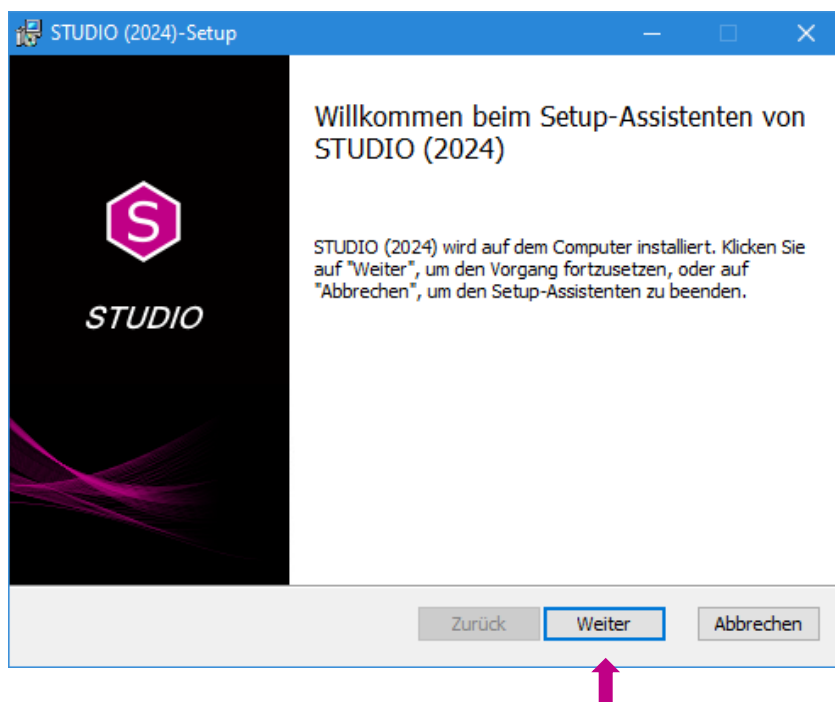 STUDIO (2024)-Setup
Willkommen beim Setup-Assistenten von
STUDIO (2024)
S
STUDIO
STUDIO (2024) wird auf dem Computer installiert. Klicken Sie
auf "Weiter", um den Vorgang fortzusetzen, oder auf
"Abbrechen", um den Setup-Assistenten zu beenden.
Zurück
Weiter
Abbrechen